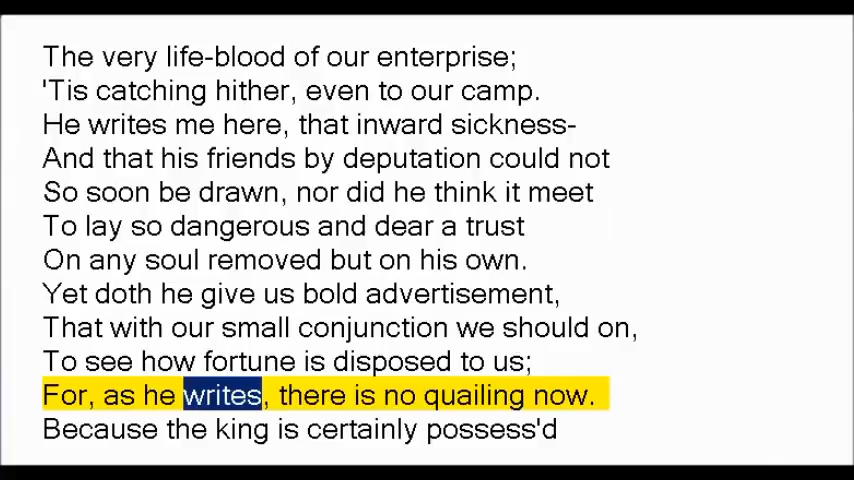 The very life-blood of our enterprise;
'Tis catching hither, even to our camp.
He writes me here, that inward sickness-
And that his friends by deputation could not
So soon be drawn, nor did he think it meet
To lay so dangerous and dear a trust
On any soul removed but on his own.
Yet doth he give us bold advertisement,
That with our small conjunction we should on,
To see how fortune is disposed to us;
For, as he writes, there is no quailing now.
Because the king is certainly possess'd